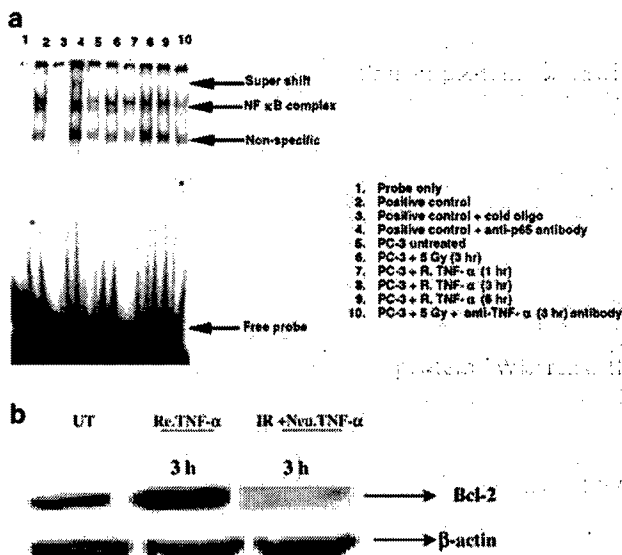 a
1 2 3 4 5 6 7 8 9 10
Super shift
NF κB complex
Non-specific
Free probe
1. Probe only
2. Positive control
3. Positive control + cold oligo
4. Positive control + anti-p65 antibody
5. PC-3 untreated
6. PC-3 + 5 Gy (3 hr)
7. PC-3 + R. TNF-α (1 hr)
8. PC-3 + R. TNF-α (3 hr)
9. PC-3 + R. TNF-α (6 hr)
10. PC-3 + 5 Gy + anti-TNF-α (3 hr) antibody
b
UT Re.TNF-α IR +Neu.TNF-α
3 h 3 h
Bcl-2
β-actin